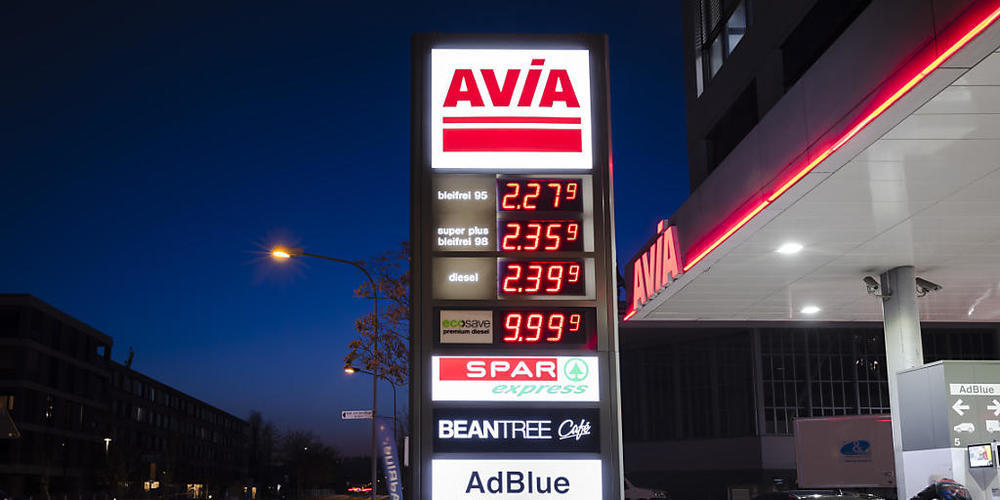 AVIA
bleifrei 95 2.27⁹
super plus
bleifrei 98 2.35⁹
diesel 2.39⁹
ecosave
premium diesel 9.99⁹
SPAR
express
BEANTREE Café
AdBlue
AVIA
AdBlue
5
&
AdBlue